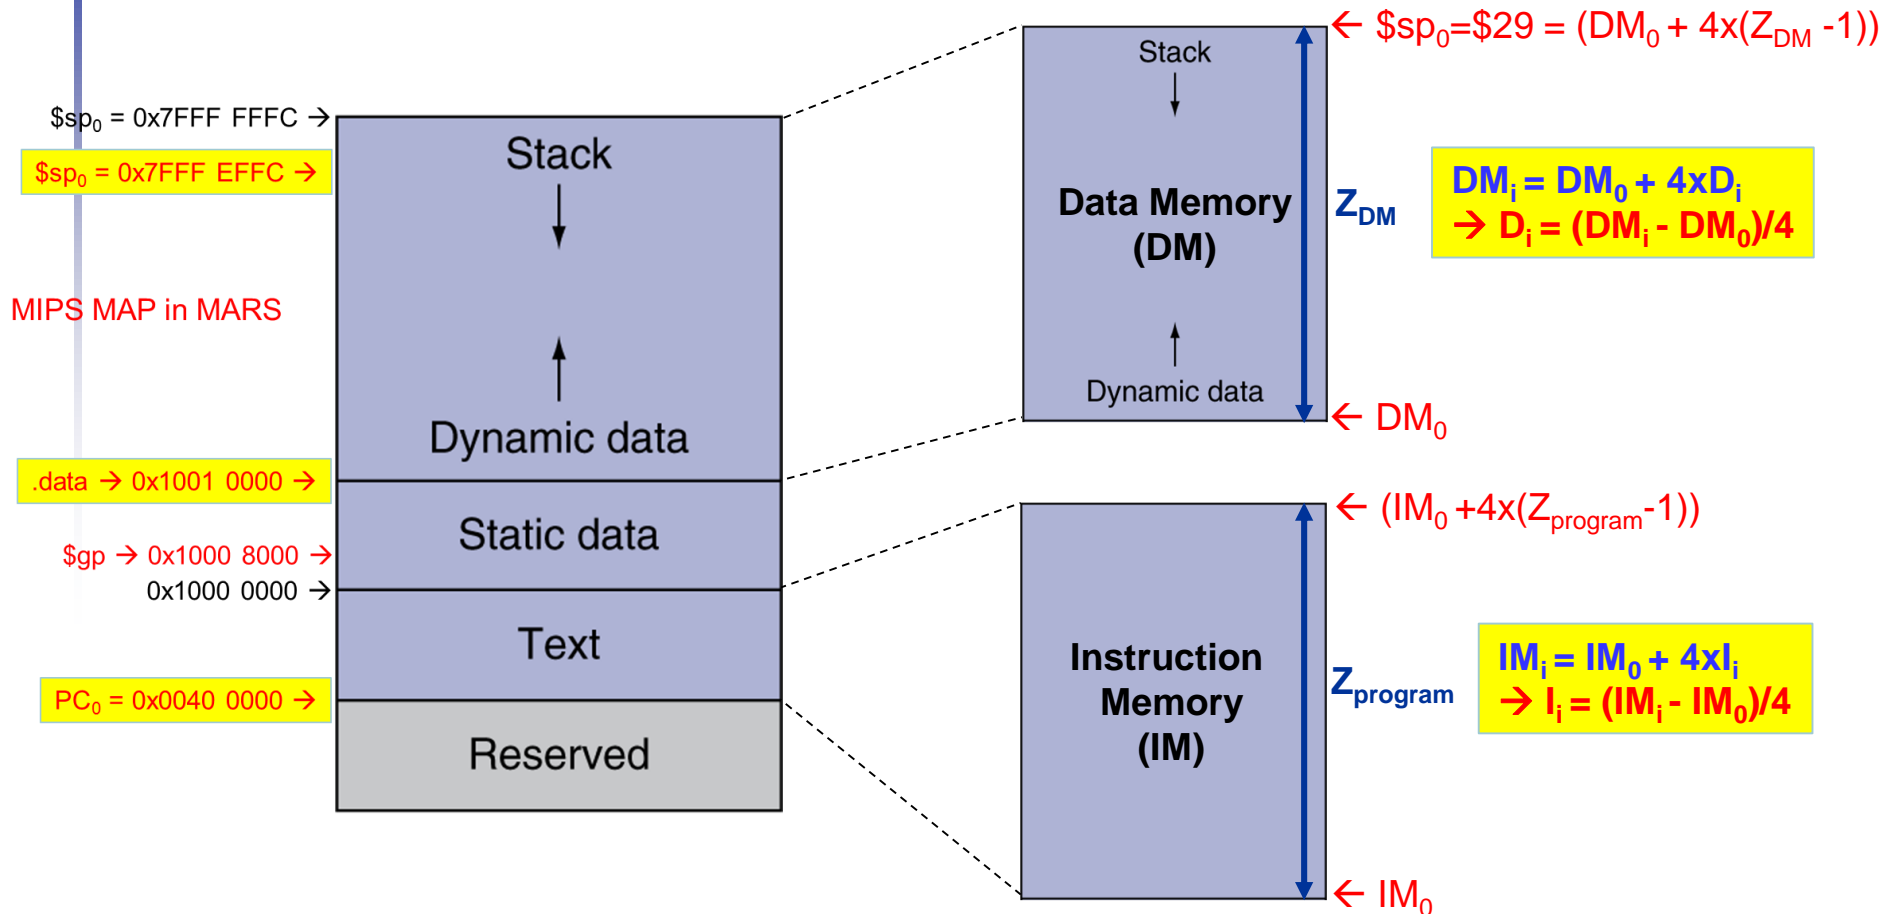 $sp0 = 0x7FFF FFFC →
$sp0 = 0x7FFF EFFC →
MIPS MAP in MARS
.data → 0x1001 0000 →
$gp → 0x1000 8000 →
0x1000 0000 →
PC0 = 0x0040 0000 →
Stack
Dynamic data
Static data
Text
Reserved
← $sp0=$29 = (DM0 + 4x(ZDM -1))
Stack
Data Memory
(DM)
Dynamic data
ZDM
DMi = DM0 + 4xDi
→ Di = (DMi - DM0)/4
← DM0
← (IM0 +4x(Zprogram-1))
Instruction
Memory
(IM)
Zprogram
IMi = IM0 + 4xIi
→ Ii = (IMi - IM0)/4
← IM0